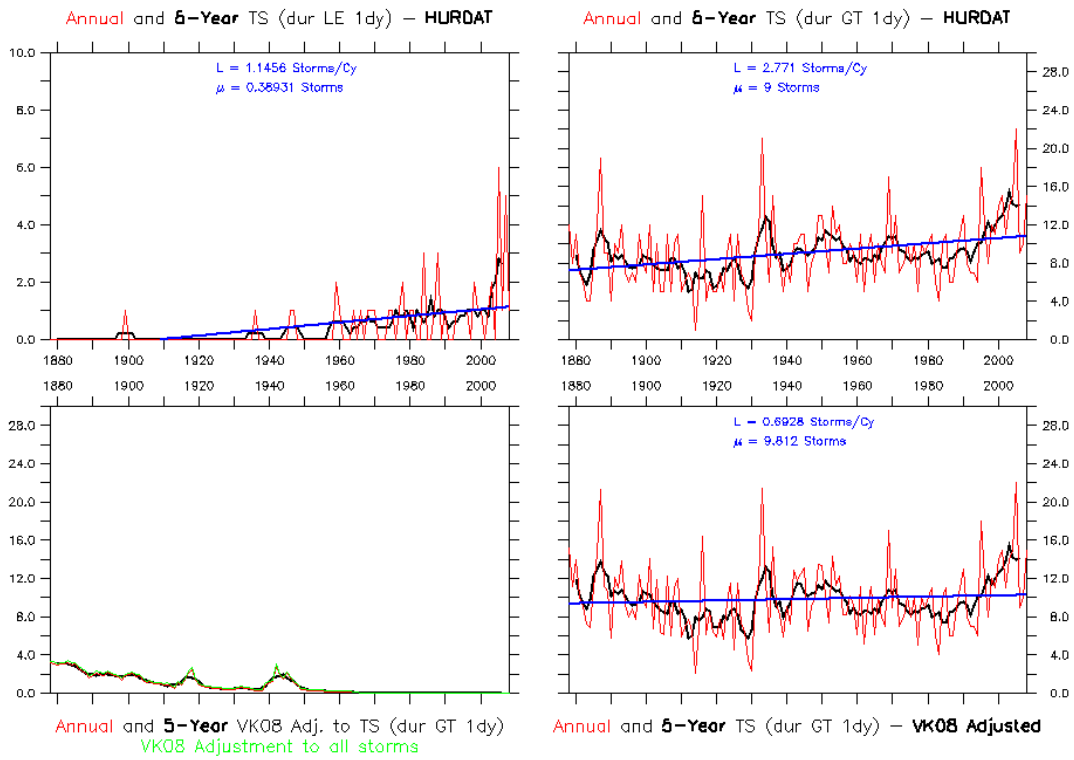 Annual and 5-Year TS (dur LE 1dy) – HURDAT
Annual and 5-Year TS (dur GT 1dy) – HURDAT
10.0
8.0
6.0
4.0
2.0
0.0
L = 1.1456 Storms/Cy
μ = 0.38931 Storms
1880 1900 1920 1940 1960 1980 2000
L = 2.771 Storms/Cy
μ = 9 Storms
28.0
24.0
20.0
16.0
12.0
8.0
4.0
0.0
1880 1900 1920 1940 1960 1980 2000
1880 1900 1920 1940 1960 1980 2000
28.0
24.0
20.0
16.0
12.0
8.0
4.0
0.0
1880 1900 1920 1940 1960 1980 2000
L = 0.6928 Storms/Cy
μ = 9.812 Storms
28.0
24.0
20.0
16.0
12.0
8.0
4.0
0.0
Annual and 5-Year VK08 Adj. to TS (dur GT 1dy)
VK08 Adjustment to all storms
Annual and 5-Year TS (dur GT 1dy) – VK08 Adjusted